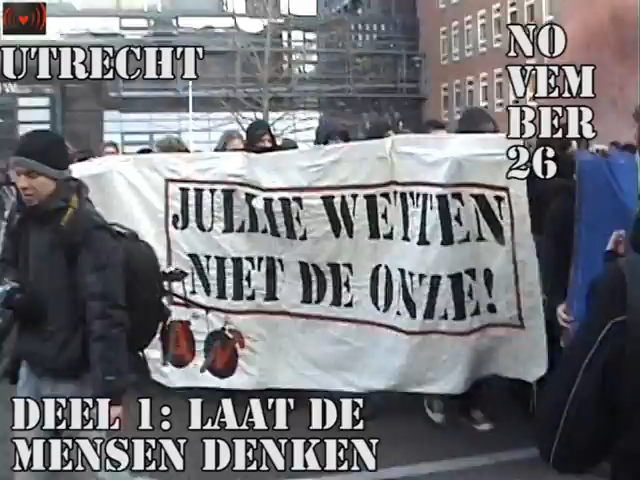 UTRECHT
NO
VEM
BER
26
JULLIE WETTEN
NIET DE ONZE!
A
DEEL 1: LAAT DE
MENSEN DENKEN